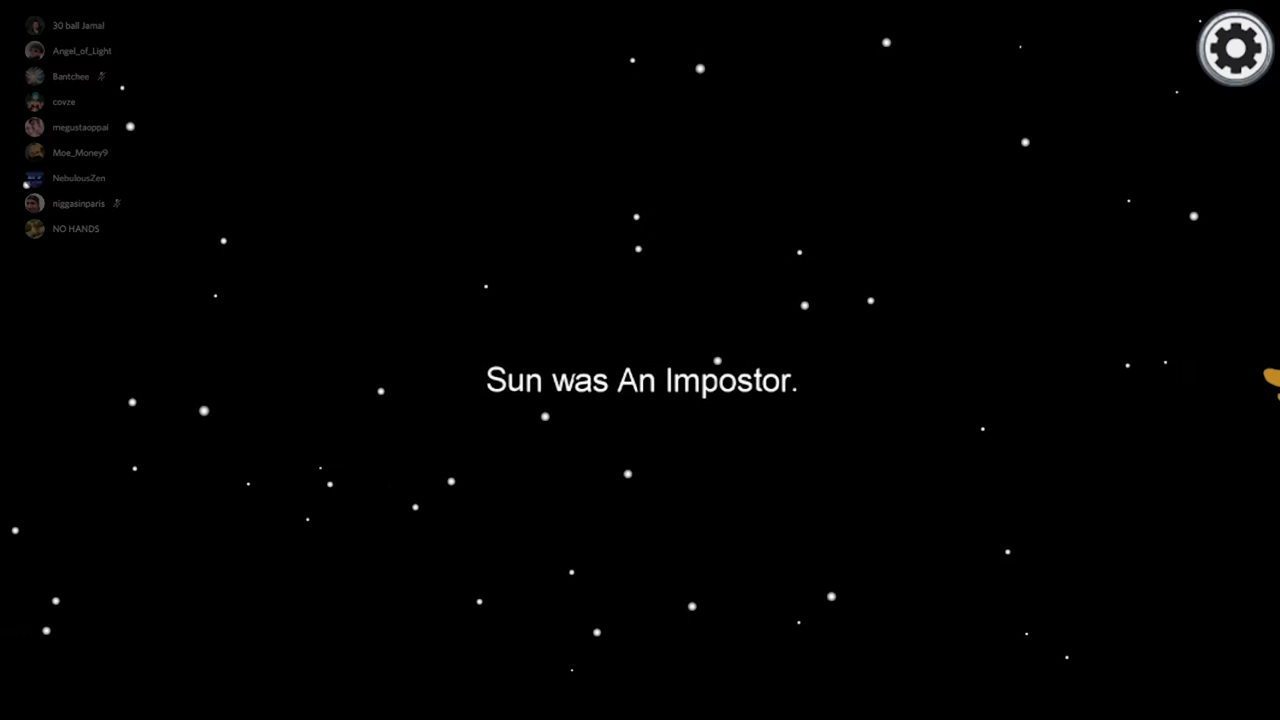 30 ball Jamal
Angel_of_Light
Bantchee
covze
megustaoppai
Moe_Money9
NebulousZen
niggasinparis
NO HANDS
Sun was An Impostor.